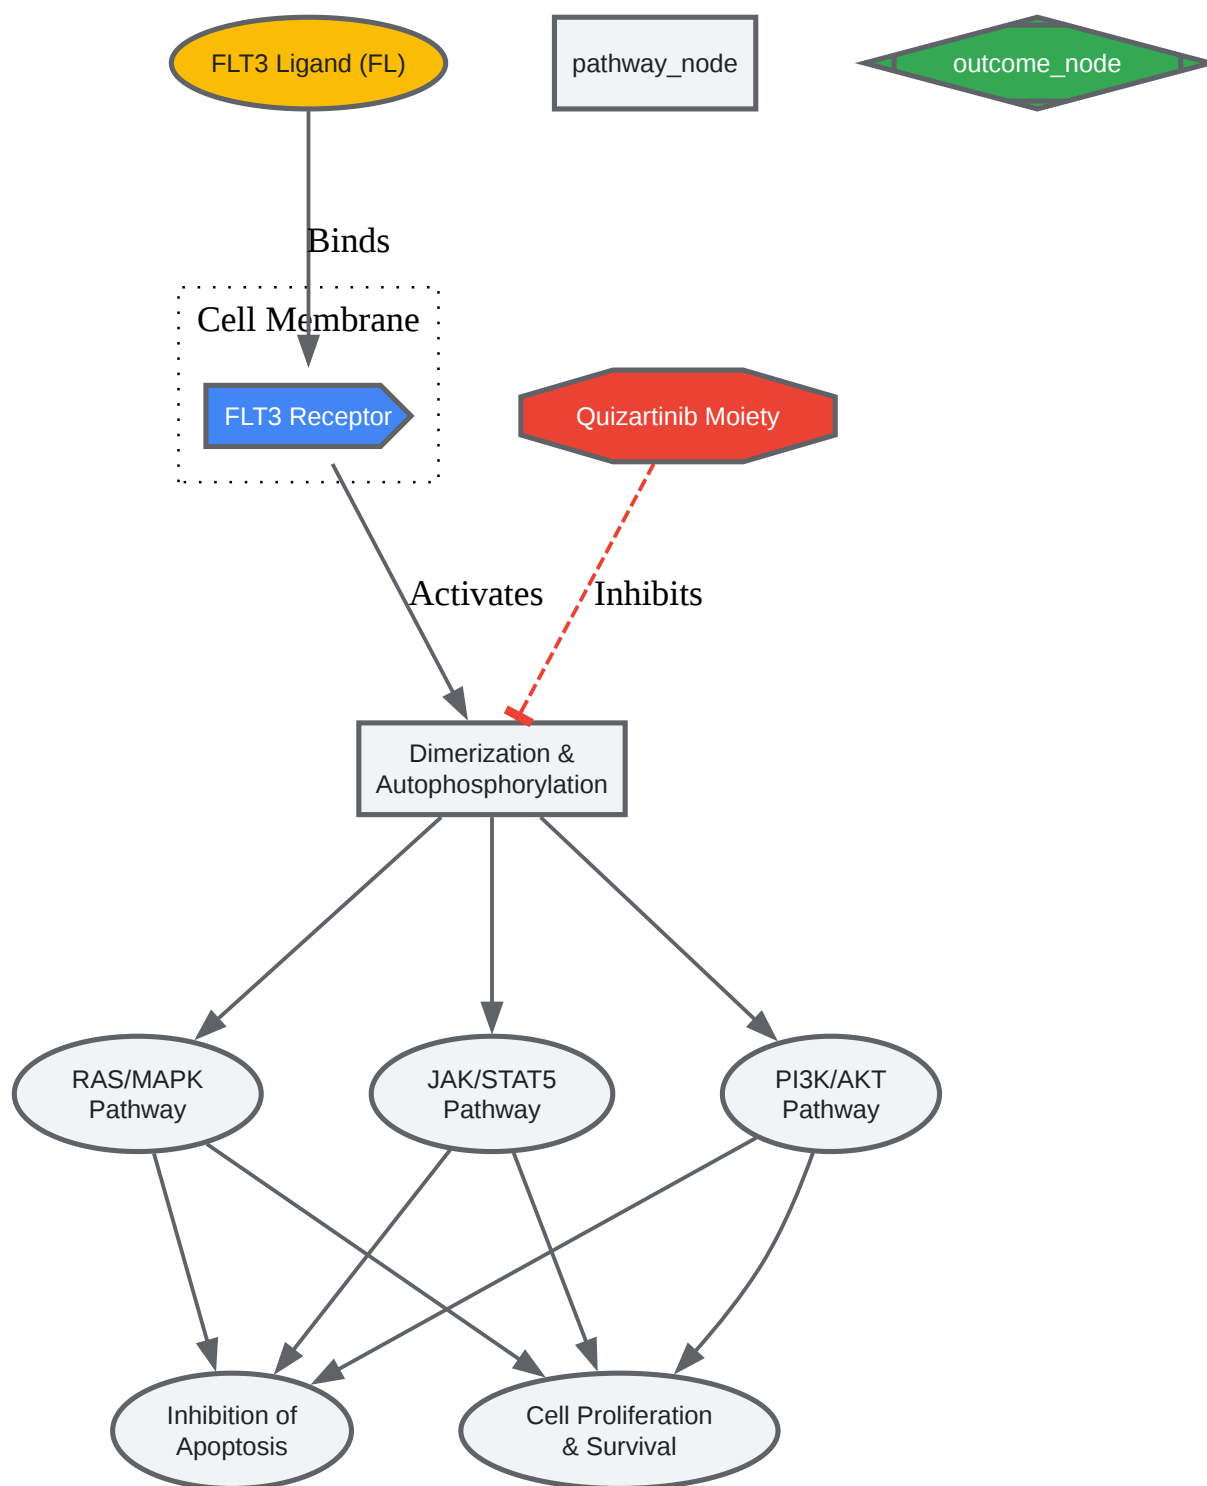 FLT3 Ligand (FL)
pathway_node
outcome_node
Binds
Cell Membrane
FLT3 Receptor
Quizartinib Moiety
Activates
Inhibits
Dimerization &
Autophosphorylation
RAS/MAPK
Pathway
JAK/STAT5
Pathway
PI3K/AKT
Pathway
Inhibition of
Apoptosis
Cell Proliferation
& Survival